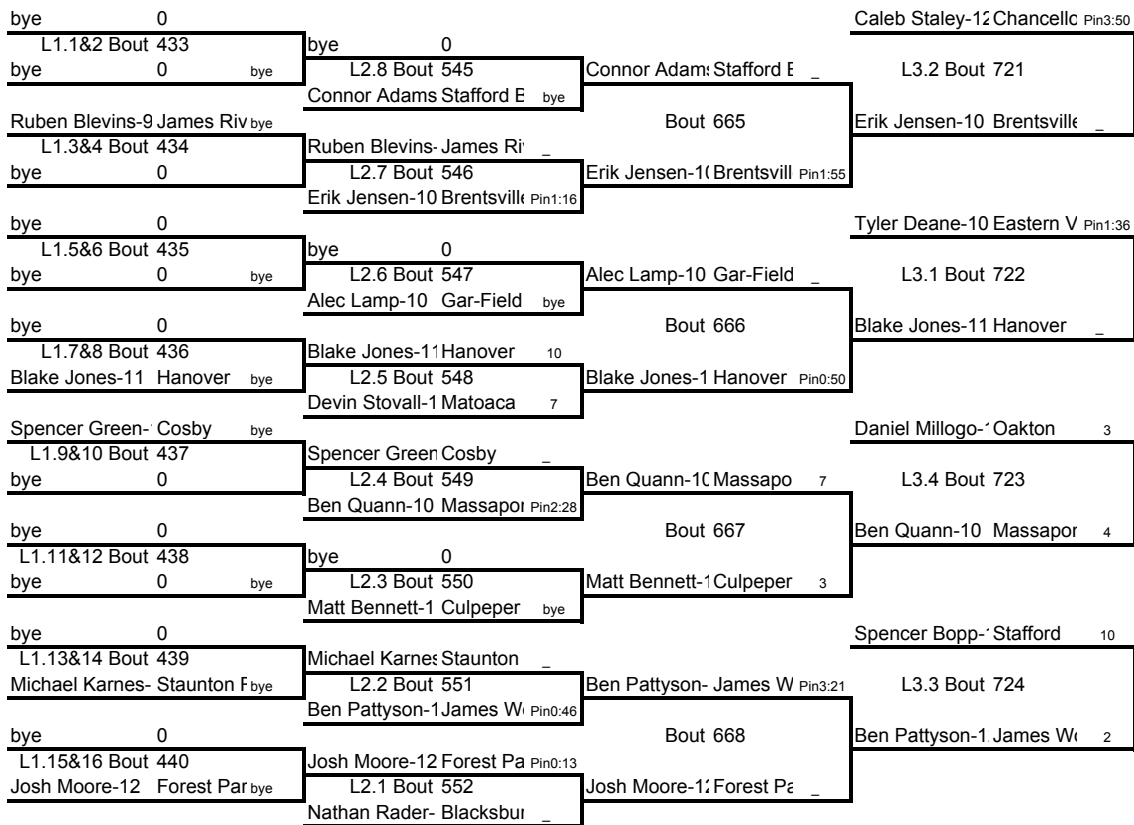 bye 0 Caleb Staley-12 Chancello Pin3:50
L1.1&2 Bout 433 bye 0
bye 0 bye L2.8 Bout 545 Connor Adams Stafford _ L3.2 Bout 721
Connor Adams Stafford bye
Ruben Blevins-9 James Riv bye Bout 665 Erik Jensen-10 Brentsville _
L1.3&4 Bout 434 Ruben Blevins- James Ri _
bye 0 L2.7 Bout 546 Erik Jensen-1( Brentsvill Pin1:55
Erik Jensen-10 Brentsville Pin1:16
bye 0 Tyler Deane-10 Eastern V Pin1:36
L1.5&6 Bout 435 bye 0
bye 0 bye L2.6 Bout 547 Alec Lamp-10 Gar-Field _ L3.1 Bout 722
Alec Lamp-10 Gar-Field bye
bye 0 Bout 666 Blake Jones-11 Hanover _
L1.7&8 Bout 436 Blake Jones-11 Hanover 10
Blake Jones-11 Hanover bye L2.5 Bout 548 Blake Jones-1 Hanover Pin0:50
Devin Stovall-1 Matoaca 7
Spencer Green- Cosby bye Daniel Millogo- Oakton 3
L1.9&10 Bout 437 Spencer Green Cosby _
bye 0 L2.4 Bout 549 Ben Quann-10 Massapo 7 L3.4 Bout 723
Ben Quann-10 Massapor Pin2:28
bye 0 Bout 667 Ben Quann-10 Massapor 4
L1.11&12 Bout 438 bye 0
bye 0 bye L2.3 Bout 550 Matt Bennett- Culpeper 3
Matt Bennett-1 Culpeper bye
bye 0 Spencer Bopp- Stafford 10
L1.13&14 Bout 439 Michael Karnes Staunton _
Michael Karnes- Staunton bye L2.2 Bout 551 Ben Pattyson- James W Pin3:21 L3.3 Bout 724
Ben Pattyson-1 James W Pin0:46
bye 0 Bout 668 Ben Pattyson-1 James W 2
L1.15&16 Bout 440 Josh Moore-12 Forest Pa Pin0:13
Josh Moore-12 Forest Par bye L2.1 Bout 552 Josh Moore-12 Forest Pa _
Nathan Rader- Blacksbur _